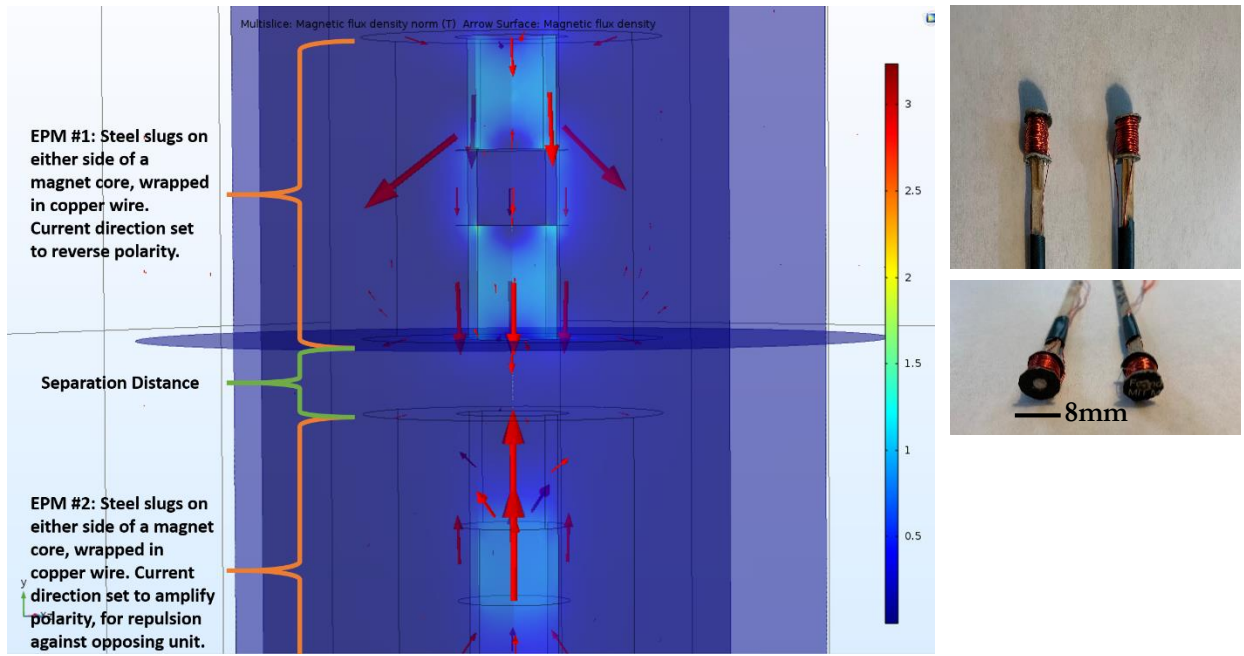 Multislice: Magnetic flux density norm (T) Arrow Surface: Magnetic flux density
EPM #1: Steel slugs on
either side of a
magnet core, wrapped
in copper wire.
Current direction set
to reverse polarity.
Separation Distance
EPM #2: Steel slugs on
either side of a magnet
core, wrapped in
copper wire. Current
direction set to amplify
polarity, for repulsion
against opposing unit.
y
3
2.5
2
1.5
1
0.5
8mm